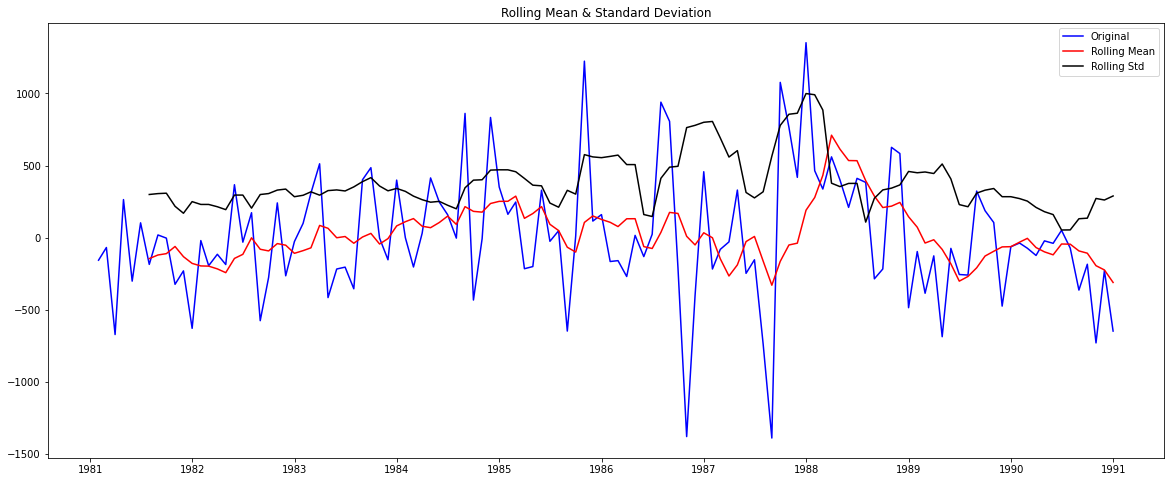 Rolling Mean & Standard Deviation
Original
Rolling Mean
Rolling Std
1000
500
0
−500
−1000
−1500
1981 1982 1983 1984 1985 1986 1987 1988 1989 1990 1991